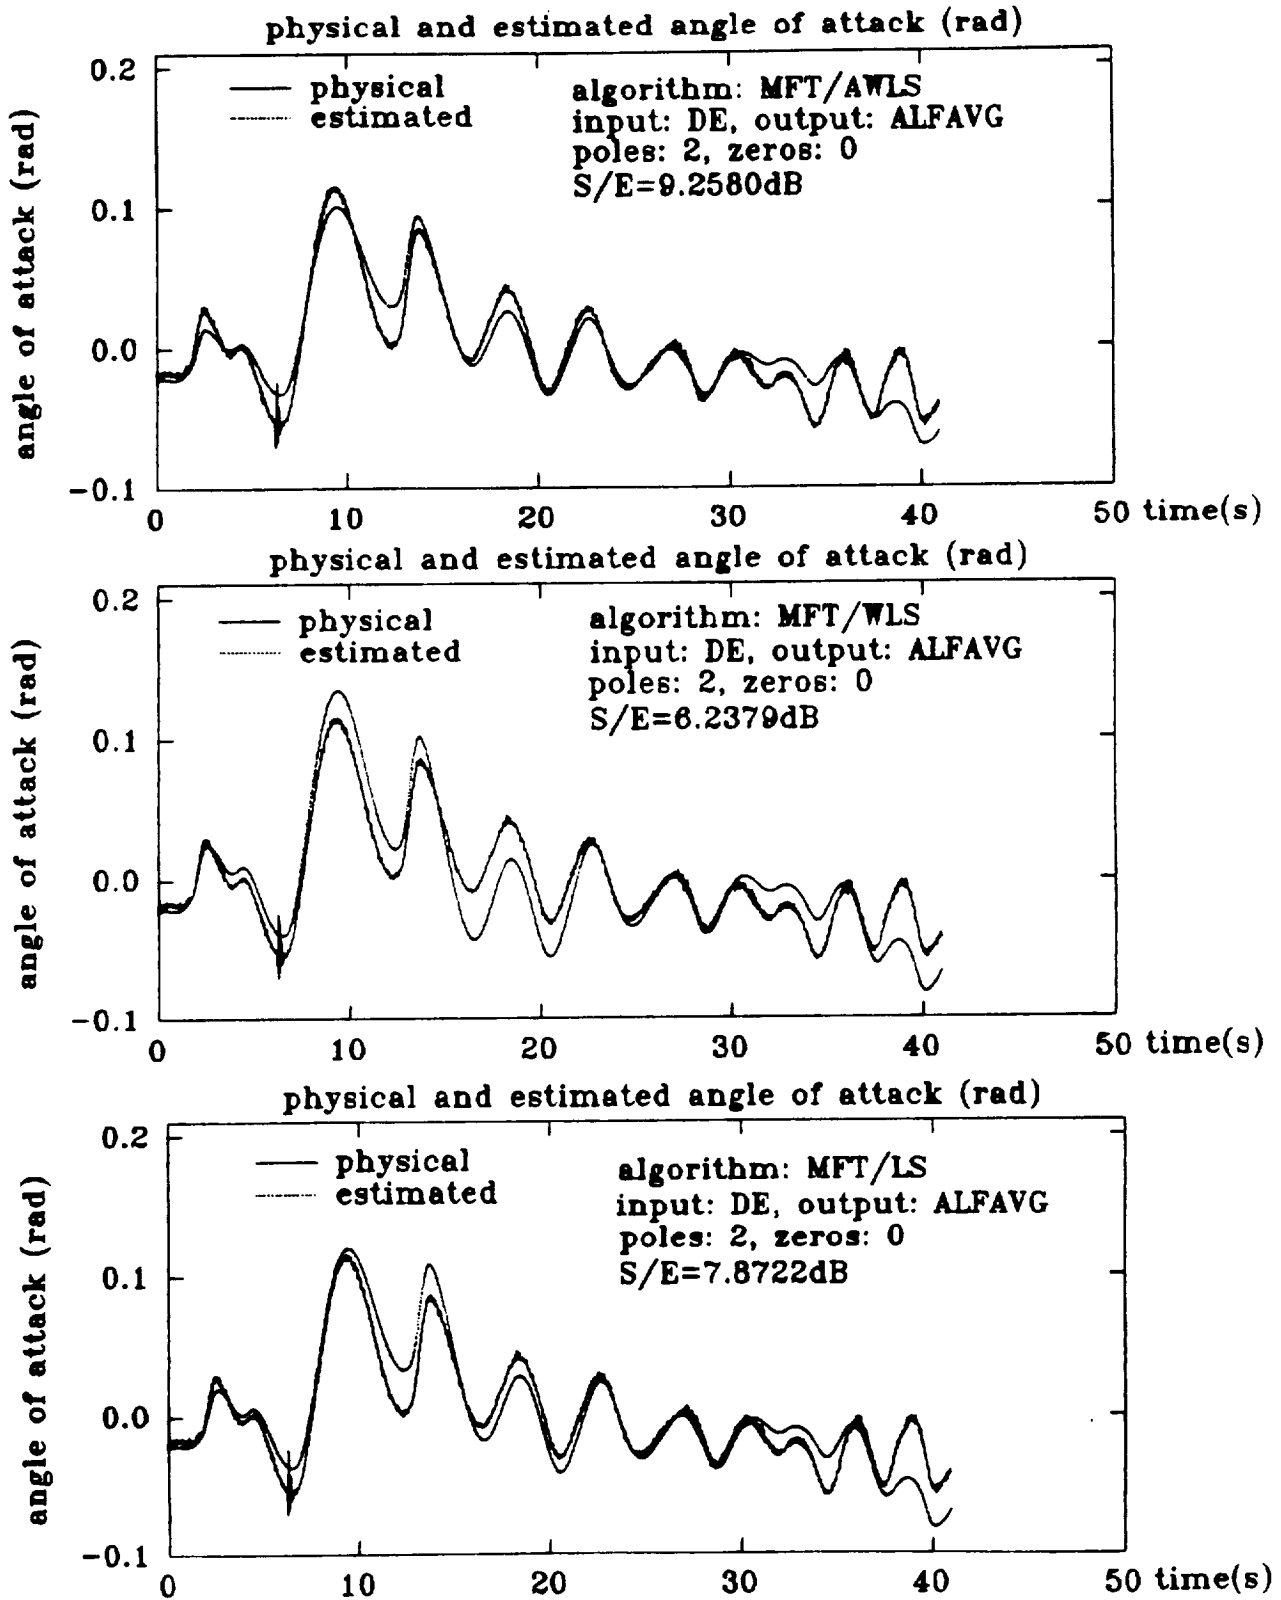 physical and estimated angle of attack (rad)
0.2
0.1
0.0
-0.1
angle of attack (rad)
physical
estimated
algorithm: MFT/AWLS
input: DE, output: ALFAVG
poles: 2, zeros: 0
S/E=9.2580dB
0 10 20 30 40 50 time(s)
physical and estimated angle of attack (rad)
0.2
0.1
0.0
-0.1
angle of attack (rad)
physical
estimated
algorithm: MFT/WLS
input: DE, output: ALFAVG
poles: 2, zeros: 0
S/E=6.2379dB
0 10 20 30 40 50 time(s)
physical and estimated angle of attack (rad)
0.2
0.1
0.0
-0.1
angle of attack (rad)
physical
estimated
algorithm: MFT/LS
input: DE, output: ALFAVG
poles: 2, zeros: 0
S/E=7.8722dB
0 10 20 30 40 50 time(s)